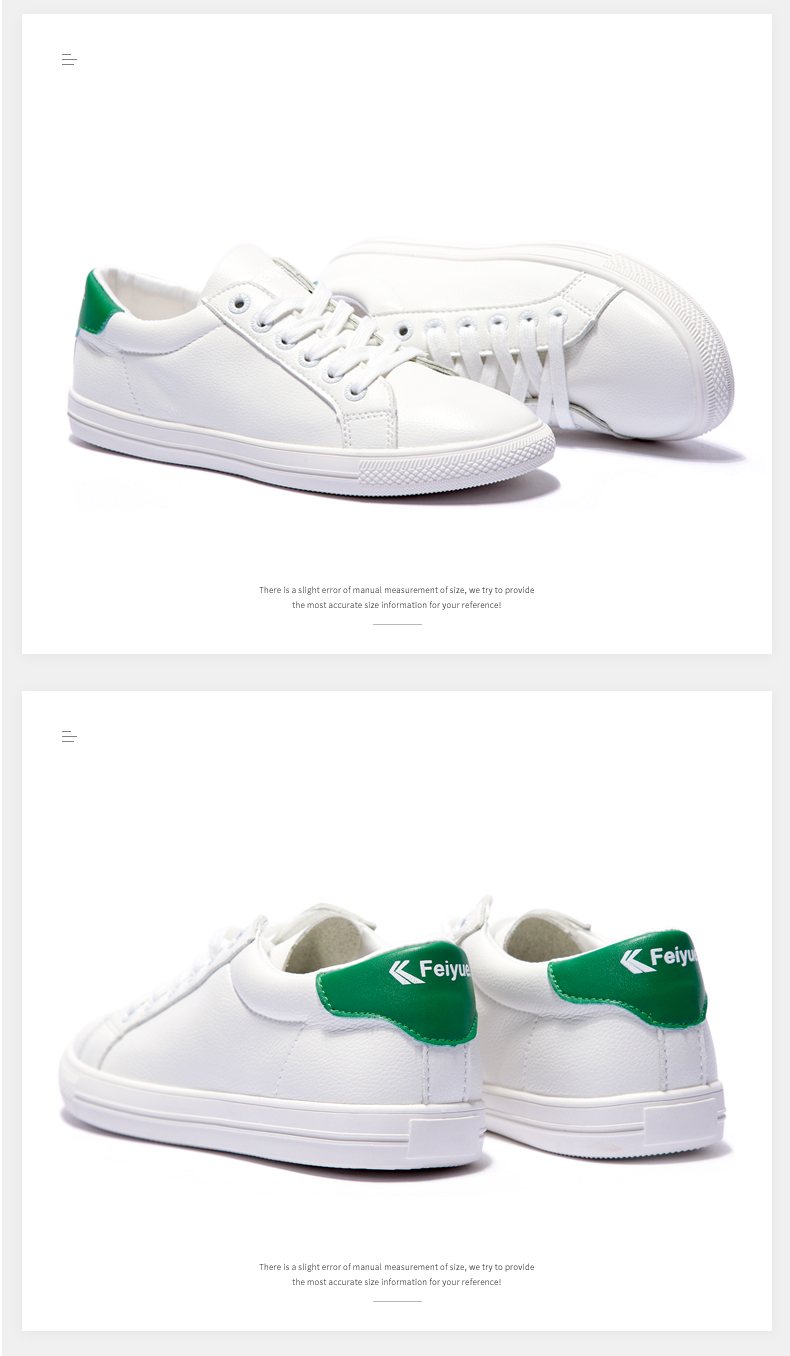 There is a slight error of manual measurement of size, we try to provide
the most accurate size information for your reference!
Feiyue
Feiyue
There is a slight error of manual measurement of size, we try to provide
the most accurate size information for your reference!